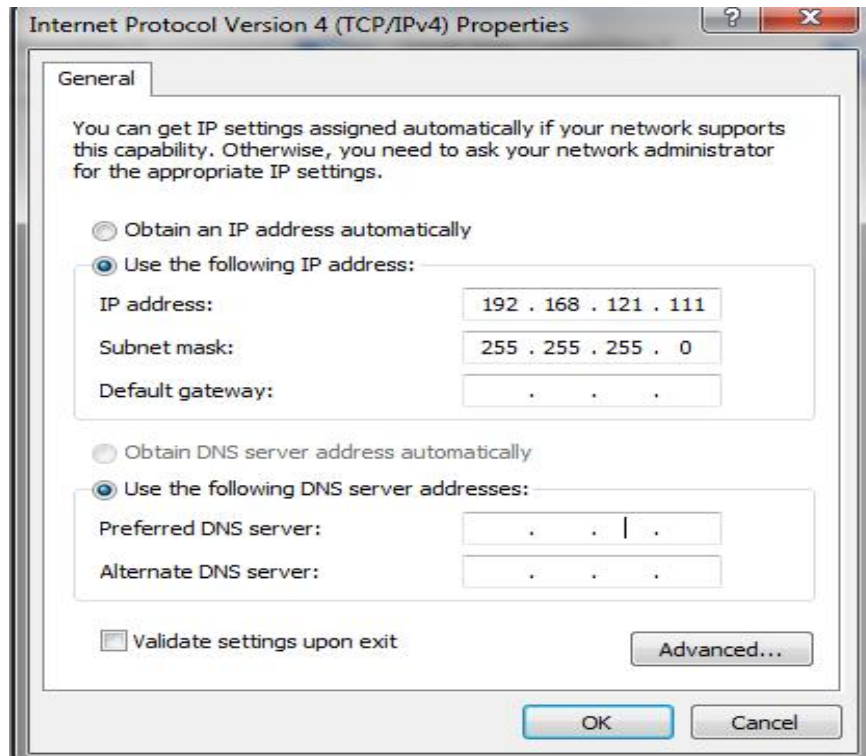 Internet Protocol Version 4 (TCP/IPv4) Properties
?
X
General
You can get IP settings assigned automatically if your network supports
this capability. Otherwise, you need to ask your network administrator
for the appropriate IP settings.
Obtain an IP address automatically
Use the following IP address:
IP address: 192 . 168 . 121 . 111
Subnet mask: 255 . 255 . 255 . 0
Default gateway: . . .
Obtain DNS server address automatically
Use the following DNS server addresses:
Preferred DNS server: . . .
Alternate DNS server: . . .
Validate settings upon exit
Advanced...
OK Cancel